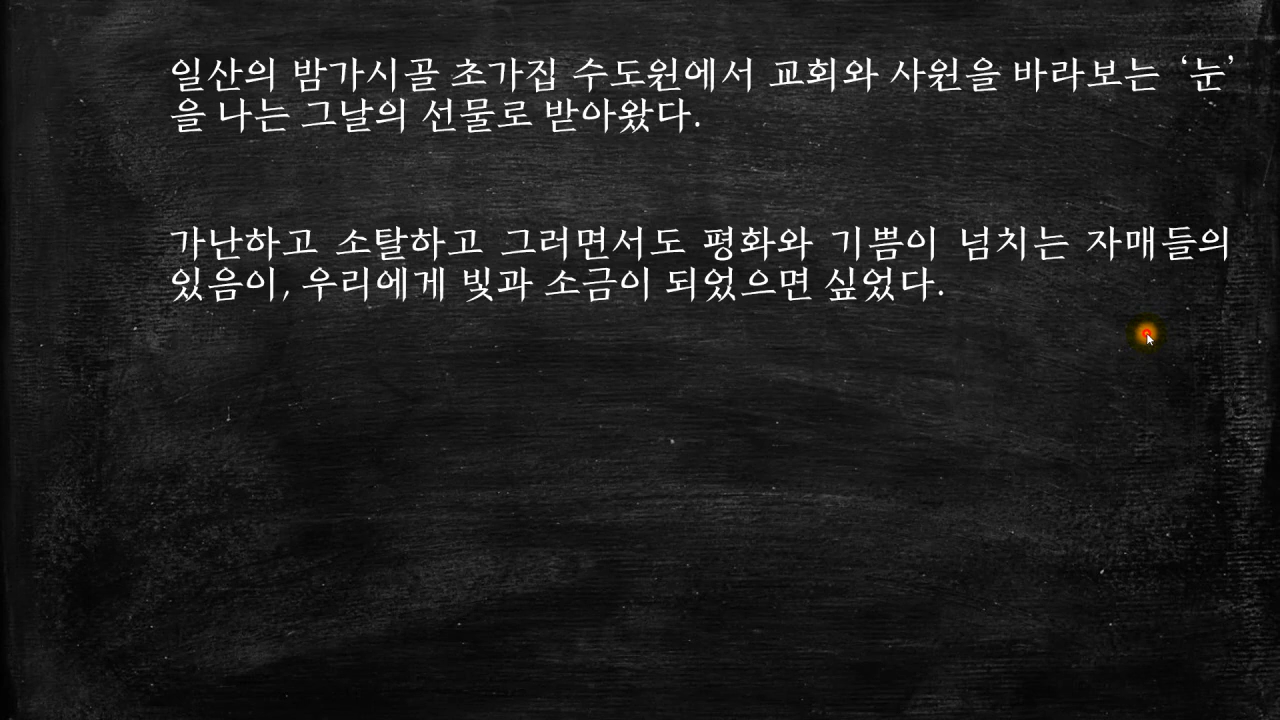 일산의 밤가시골 초가집 수도원에서 교회와 사원을 바라보는 ‘눈’
을 나는 그날의 선물로 받아왔다.
가난하고 소탈하고 그러면서도 평화와 기쁨이 넘치는 자매들의
있음이, 우리에게 빛과 소금이 되었으면 싶었다.